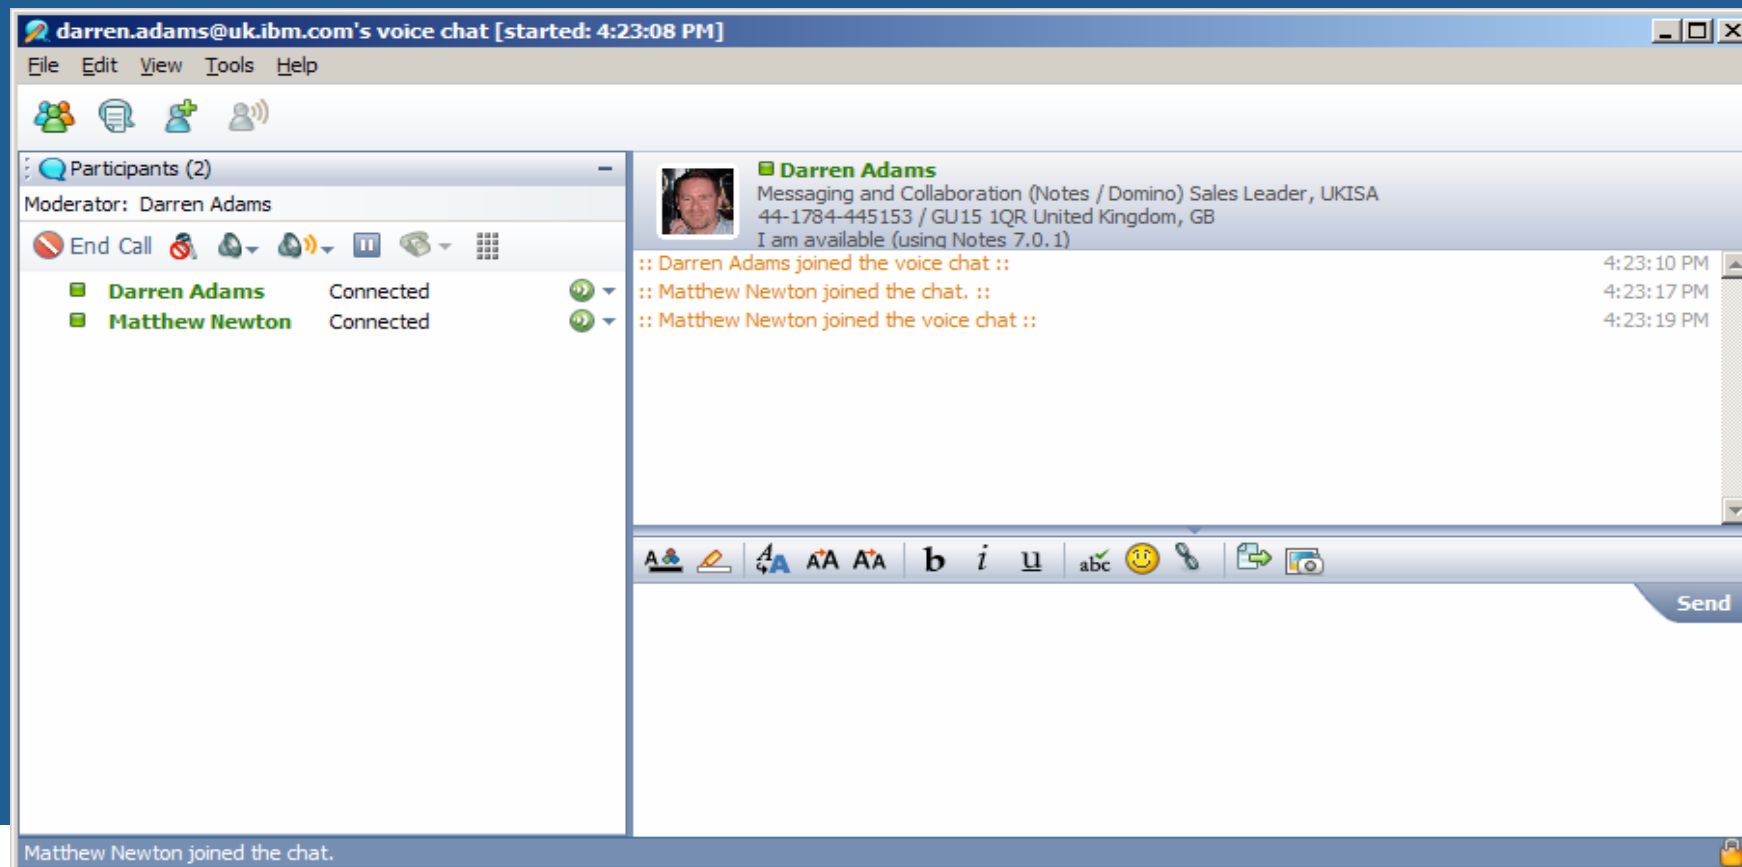 darren.adams@uk.ibm.com's voice chat [started: 4:23:08 PM]
File Edit View Tools Help
Participants (2)
Moderator: Darren Adams
End Call
Darren Adams Connected
Matthew Newton Connected
Darren Adams
Messaging and Collaboration (Notes / Domino) Sales Leader, UKISA
44-1784-445153 / GU15 1QR United Kingdom, GB
I am available (using Notes 7.0.1)
:: Darren Adams joined the voice chat :: 4:23:10 PM
:: Matthew Newton joined the chat. :: 4:23:17 PM
:: Matthew Newton joined the voice chat :: 4:23:19 PM
A A A A A A A b i u abc
Send
Matthew Newton joined the chat.